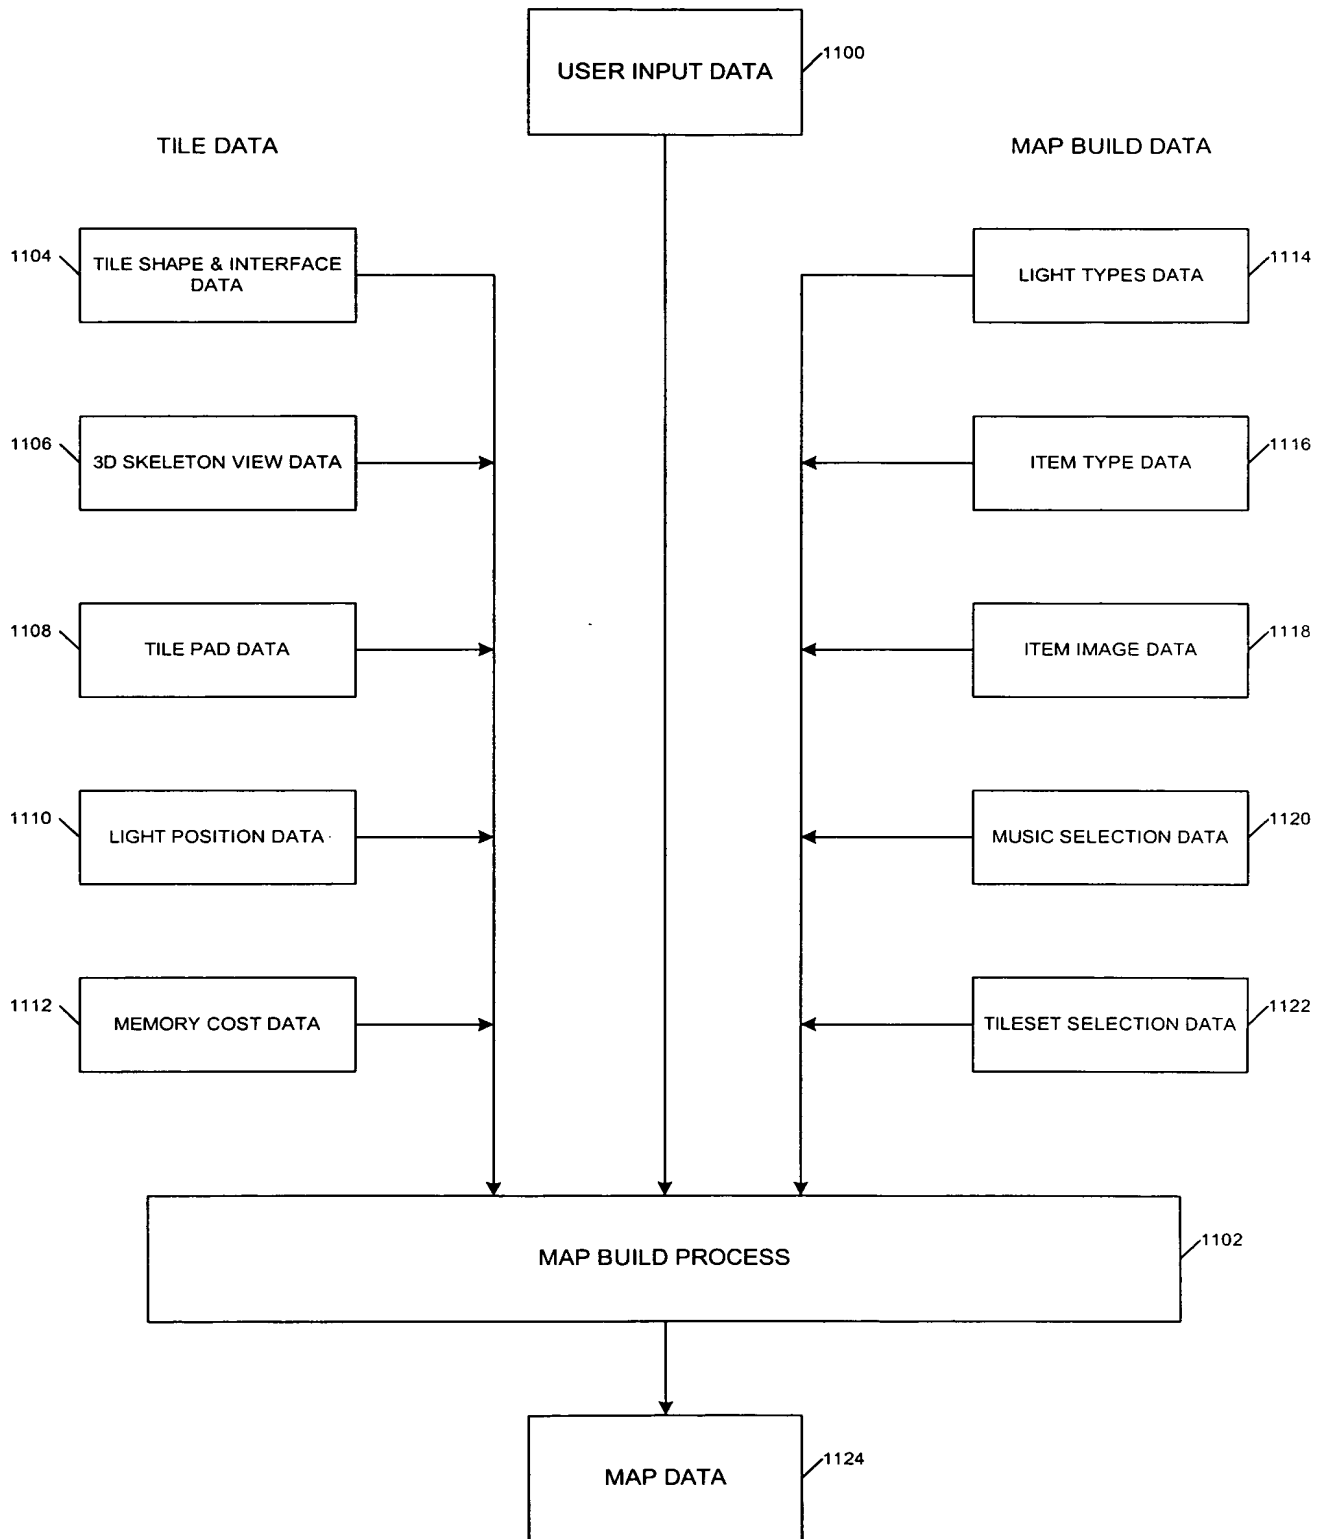 USER INPUT DATA
1100
TILE DATA
MAP BUILD DATA
1104
TILE SHAPE & INTERFACE
DATA
LIGHT TYPES DATA
1114
1106
3D SKELETON VIEW DATA
ITEM TYPE DATA
1116
1108
TILE PAD DATA
ITEM IMAGE DATA
1118
1110
LIGHT POSITION DATA
MUSIC SELECTION DATA
1120
1112
MEMORY COST DATA
TILESET SELECTION DATA
1122
MAP BUILD PROCESS
1102
MAP DATA
1124